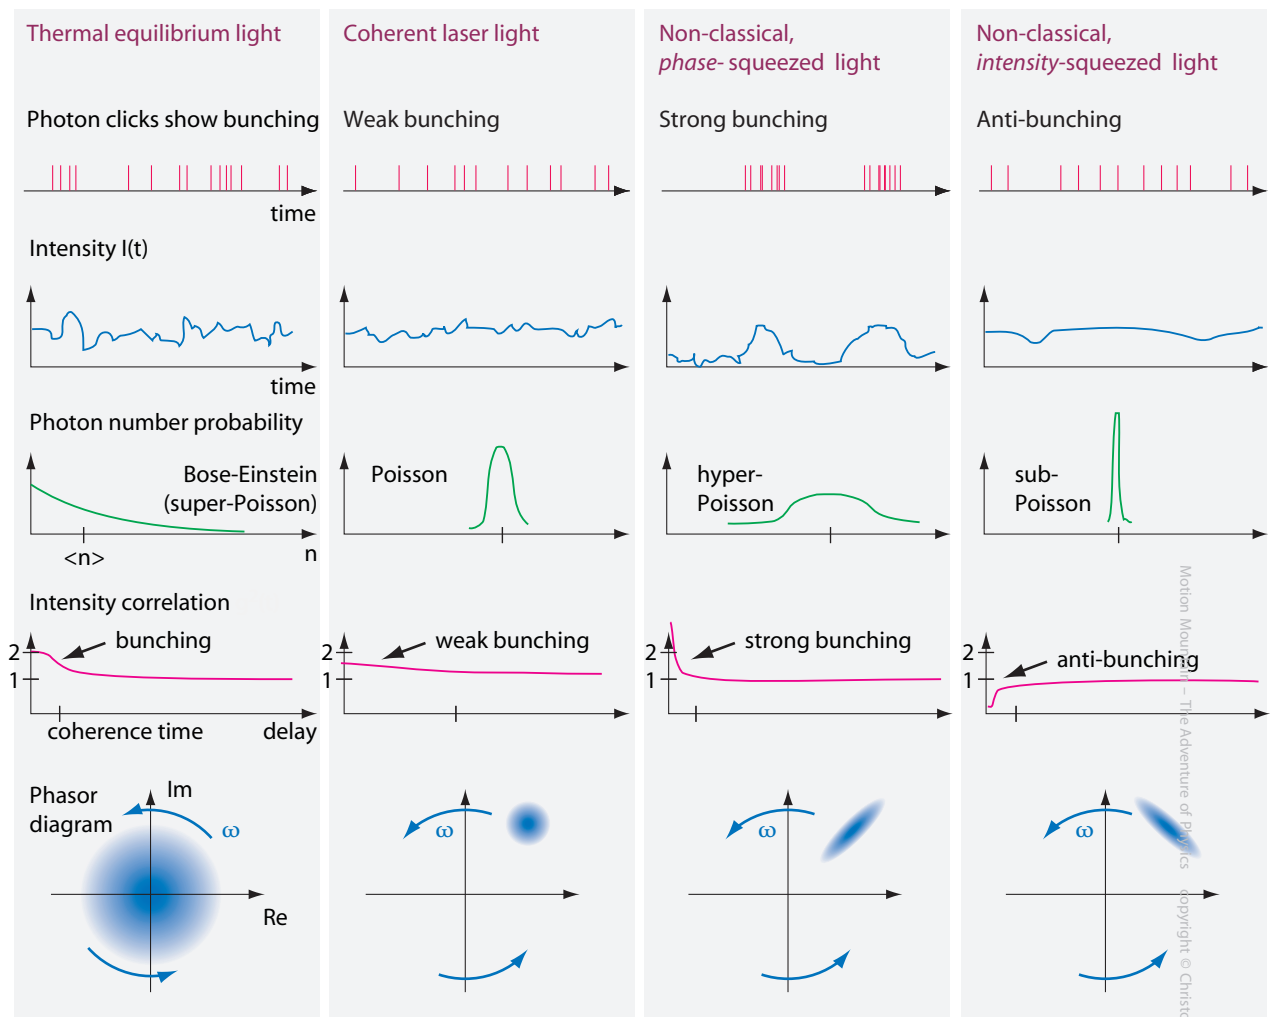 Thermal equilibrium light
Coherent laser light
Non-classical,
phase- squeezed light
Non-classical,
intensity-squeezed light
Photon clicks show bunching
Weak bunching
Strong bunching
Anti-bunching
time
Intensity I(t)
time
Photon number probability
Bose-Einstein
(super-Poisson)
<n>
n
Poisson
hyper-
Poisson
sub-
Poisson
Intensity correlation
2
1
bunching
coherence time
delay
2
1
weak bunching
2
1
strong bunching
2
1
anti-bunching
Phasor
diagram
Im
ω
Re
ω
ω
ω
Motion Mountain – The Adventure of Physics
copyright © Christo